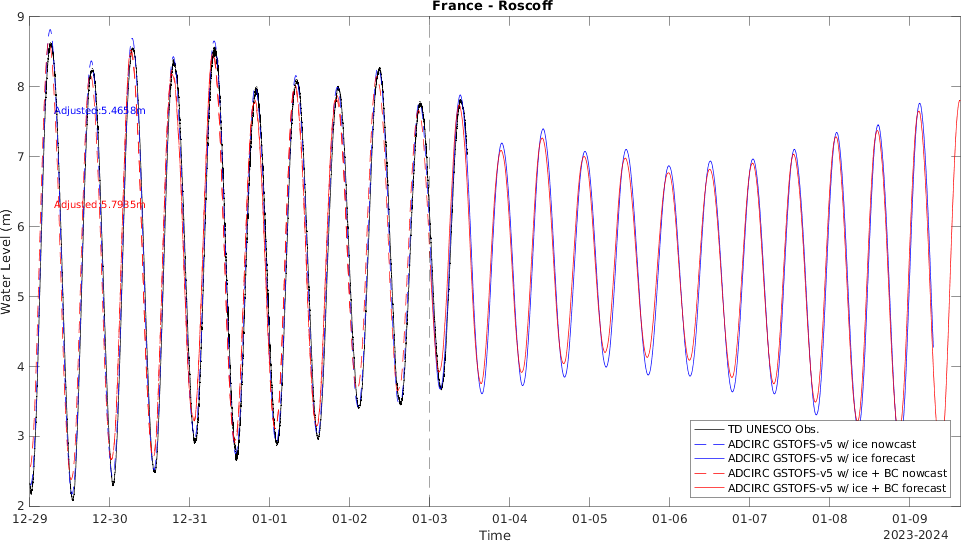 France - Roscoff
9
8
7
6
5
4
3
2
Water Level (m)
Adjusted:5.4658m
Adjusted:5.7935m
TD UNESCO Obs.
ADCIRC GSTOFS-v5 w/ ice nowcast
ADCIRC GSTOFS-v5 w/ ice forecast
ADCIRC GSTOFS-v5 w/ ice + BC nowcast
ADCIRC GSTOFS-v5 w/ ice + BC forecast
12-29 12-30 12-31 01-01 01-02 01-03 01-04 01-05 01-06 01-07 01-08 01-09
Time
2023-2024